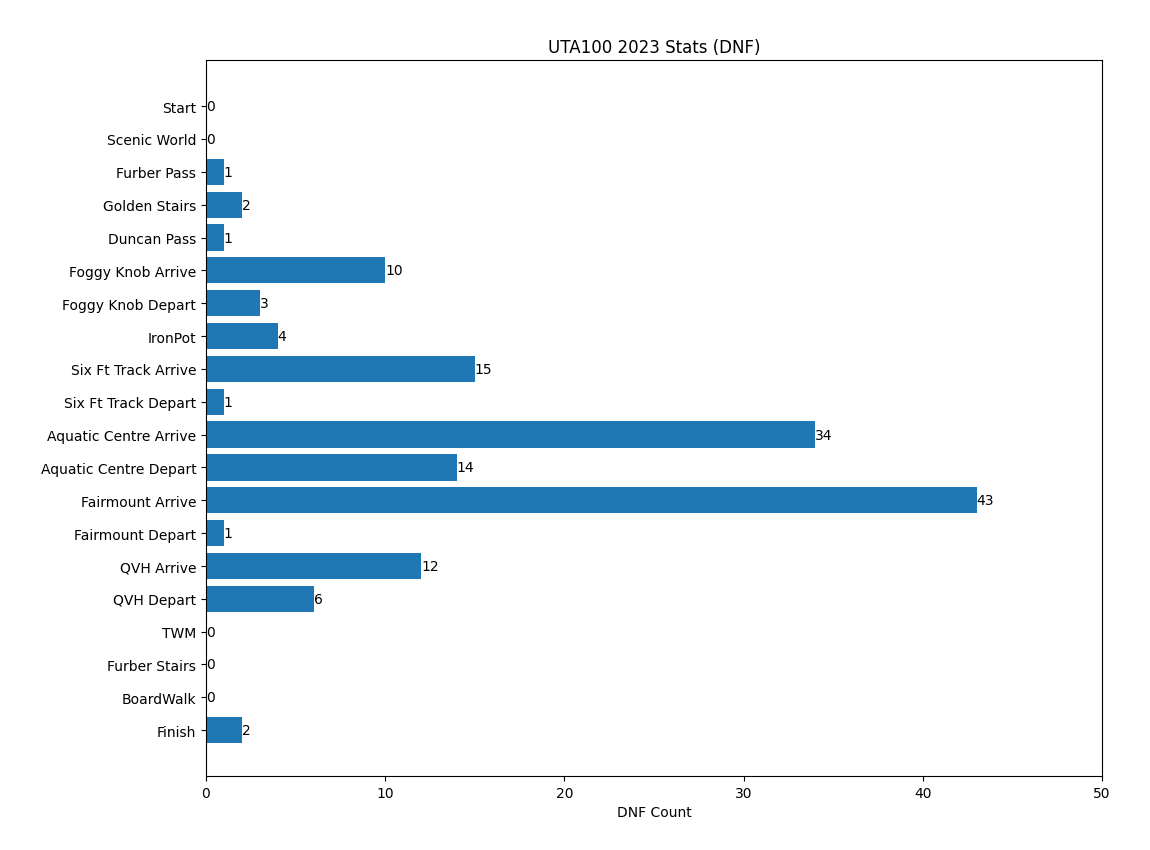 UTA100 2023 Stats (DNF)
Start 0
Scenic World 0
Furber Pass 1
Golden Stairs 2
Duncan Pass 1
Foggy Knob Arrive 10
Foggy Knob Depart 3
IronPot 4
Six Ft Track Arrive 15
Six Ft Track Depart 1
Aquatic Centre Arrive 34
Aquatic Centre Depart 14
Fairmount Arrive 43
Fairmount Depart 1
QVH Arrive 12
QVH Depart 6
TWM 0
Furber Stairs 0
BoardWalk 0
Finish 2
0 10 20 30 40 50
DNF Count